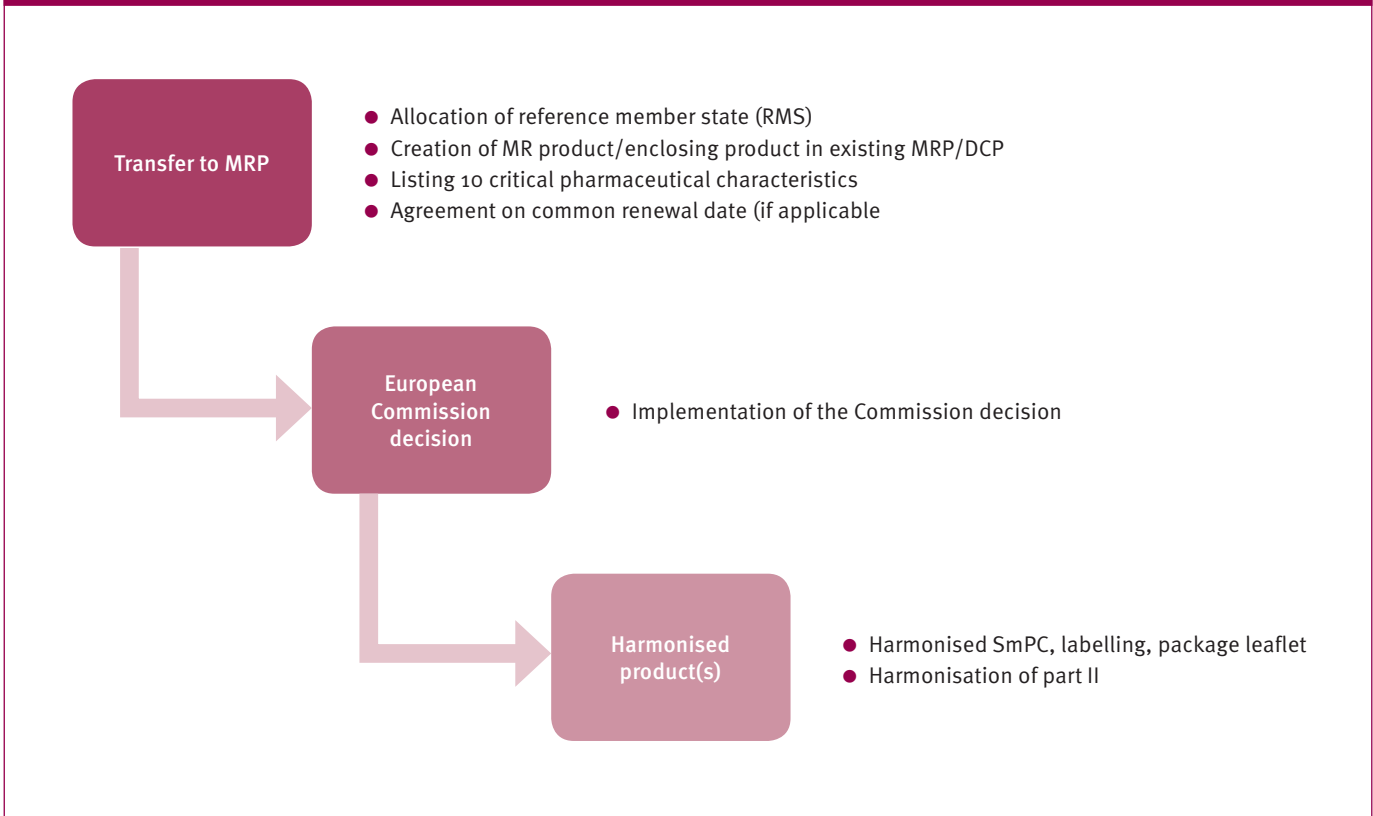 Transfer to MRP
● Allocation of reference member state (RMS)
● Creation of MR product/enclosing product in existing MRP/DCP
● Listing 10 critical pharmaceutical characteristics
● Agreement on common renewal date (if applicable
European
Commission
decision
● Implementation of the Commission decision
Harmonised
product(s)
● Harmonised SmPC, labelling, package leaflet
● Harmonisation of part II